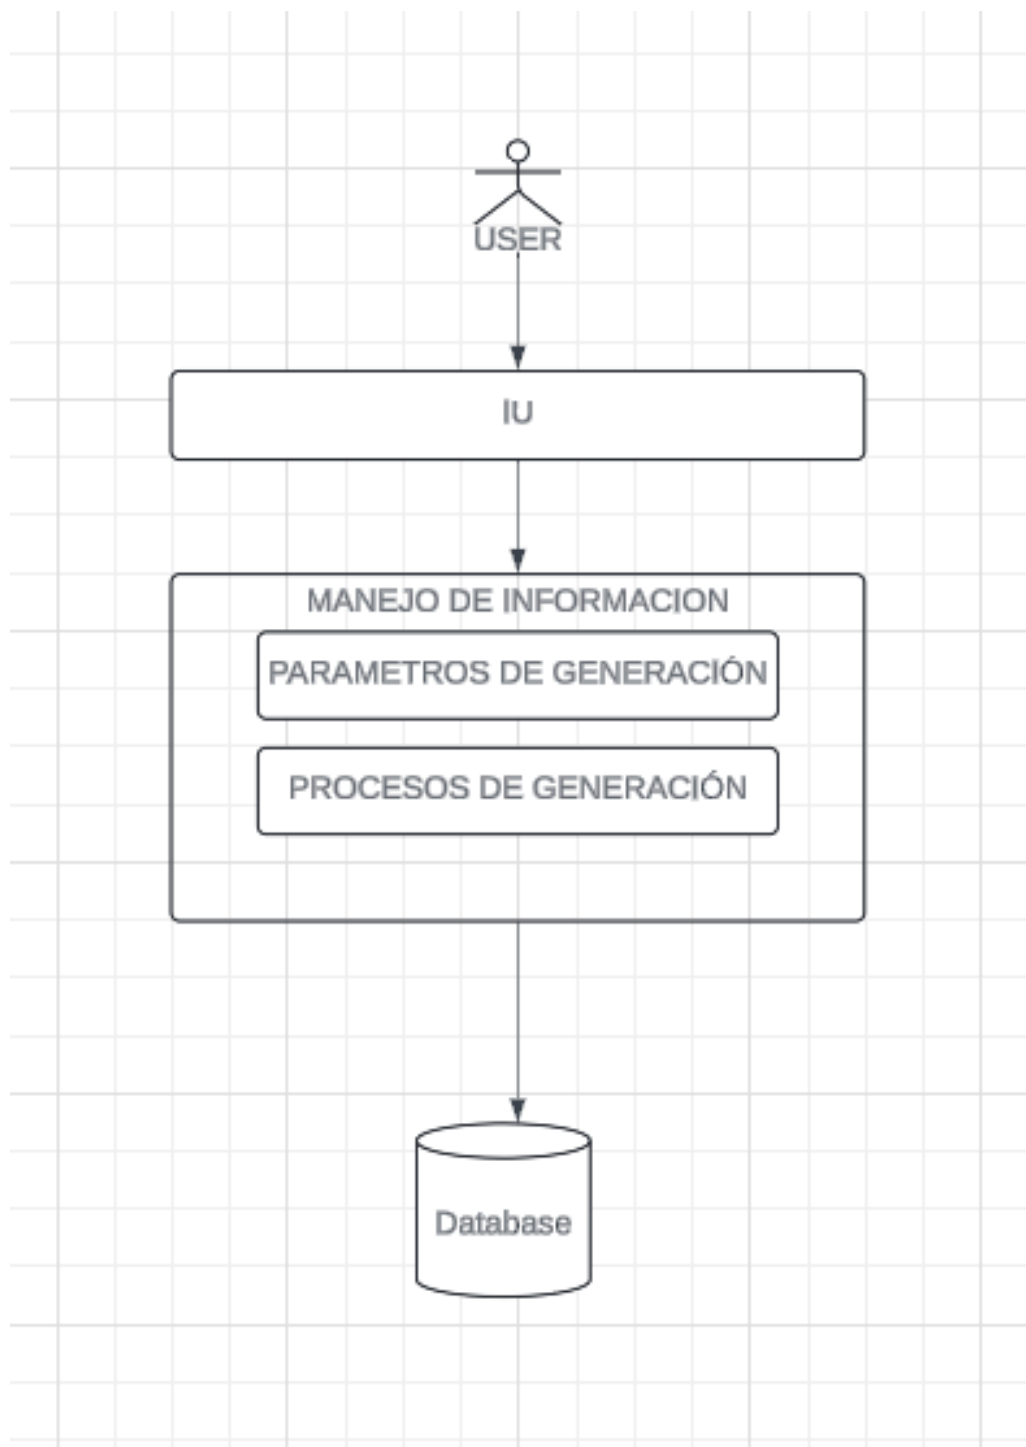 USER
IU
MANEJO DE INFORMACION
PARAMETROS DE GENERACIÓN
PROCESOS DE GENERACIÓN
Database